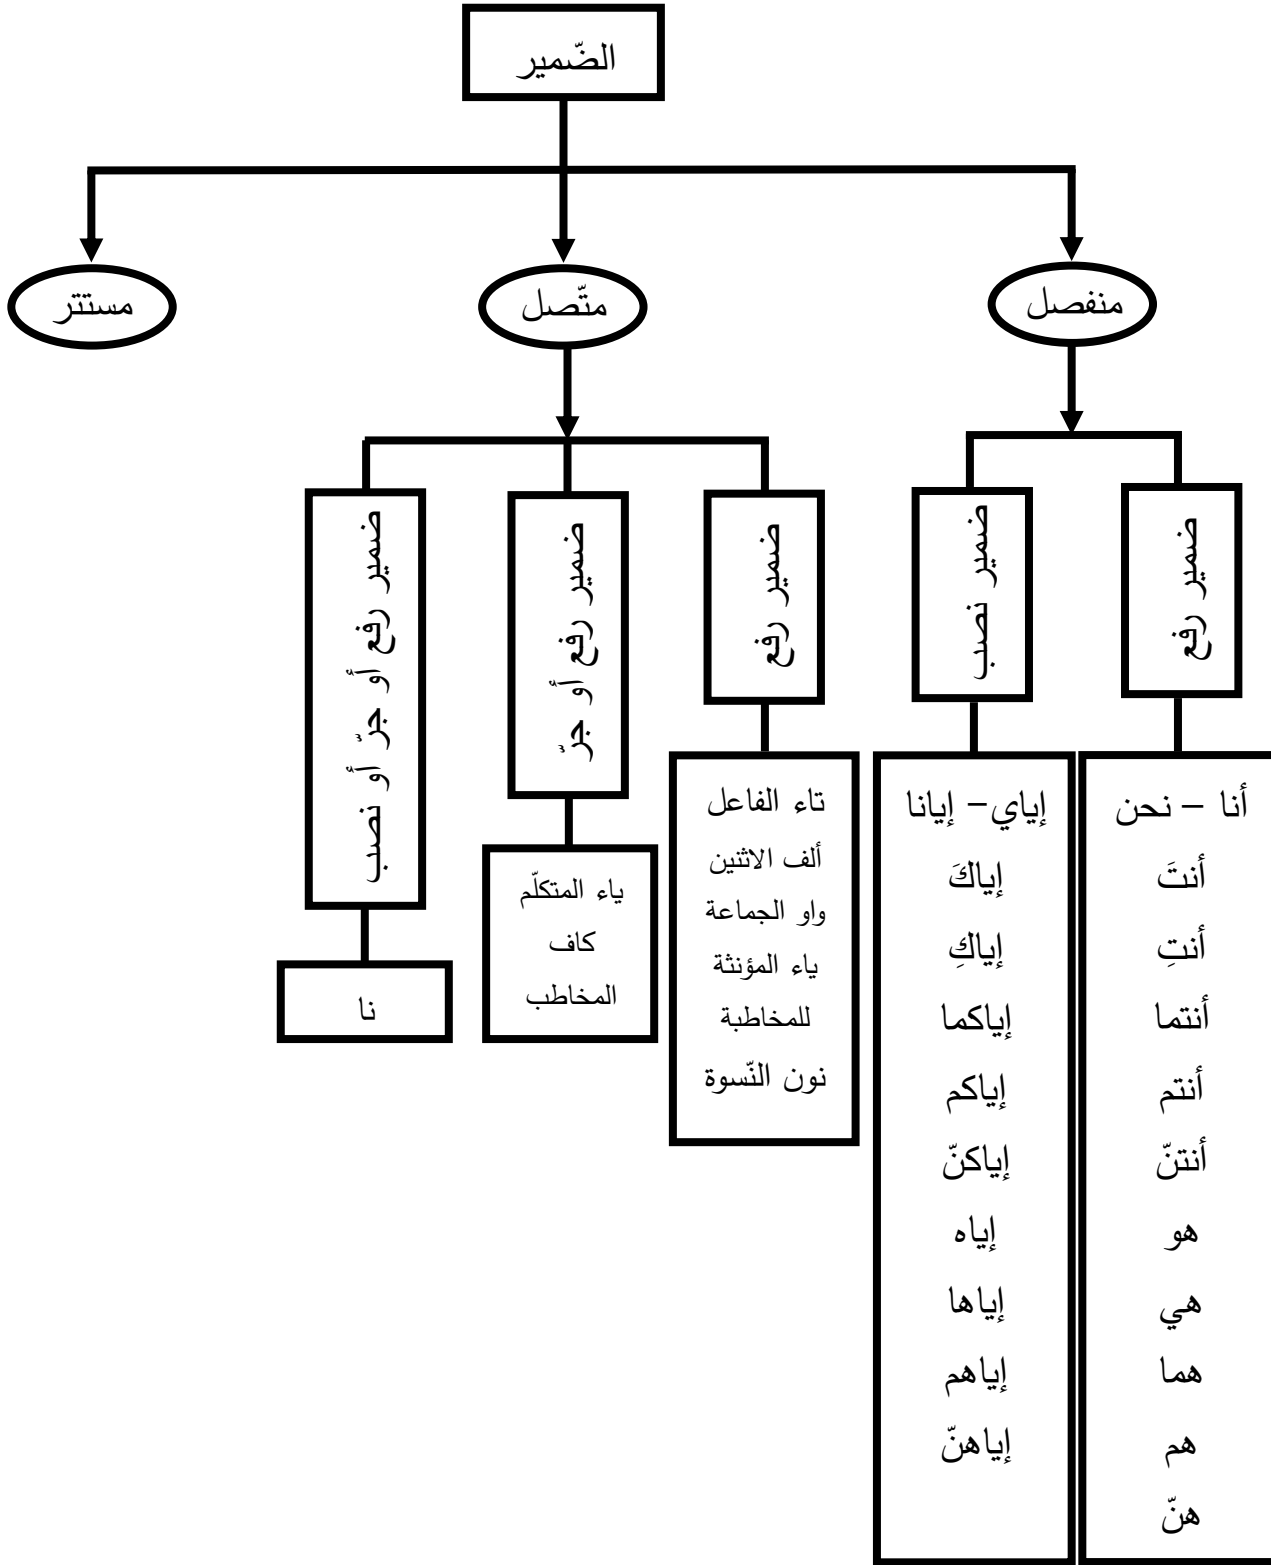 الضّمير
منفصل
متّصل
مستتر
ضمير رفع
ضمير نصب
ضمير رفع
ضمير رفع أو جرّ
ضمير رفع أو جرّ أو نصب
أنا – نحن
أنتَ
أنتِ
أنتما
أنتم
أنتنّ
هو
هي
هما
هم
هنّ
إياي- إيانا
إياكَ
إياكِ
إياكما
إياكم
إياكنّ
إياه
إياها
إياهم
إياهنّ
تاء الفاعل
ألف الاثنين
واو الجماعة
ياء المؤنثة
للمخاطبة
نون النّسوة
ياء المتكلّم
كاف
المخاطب
نا